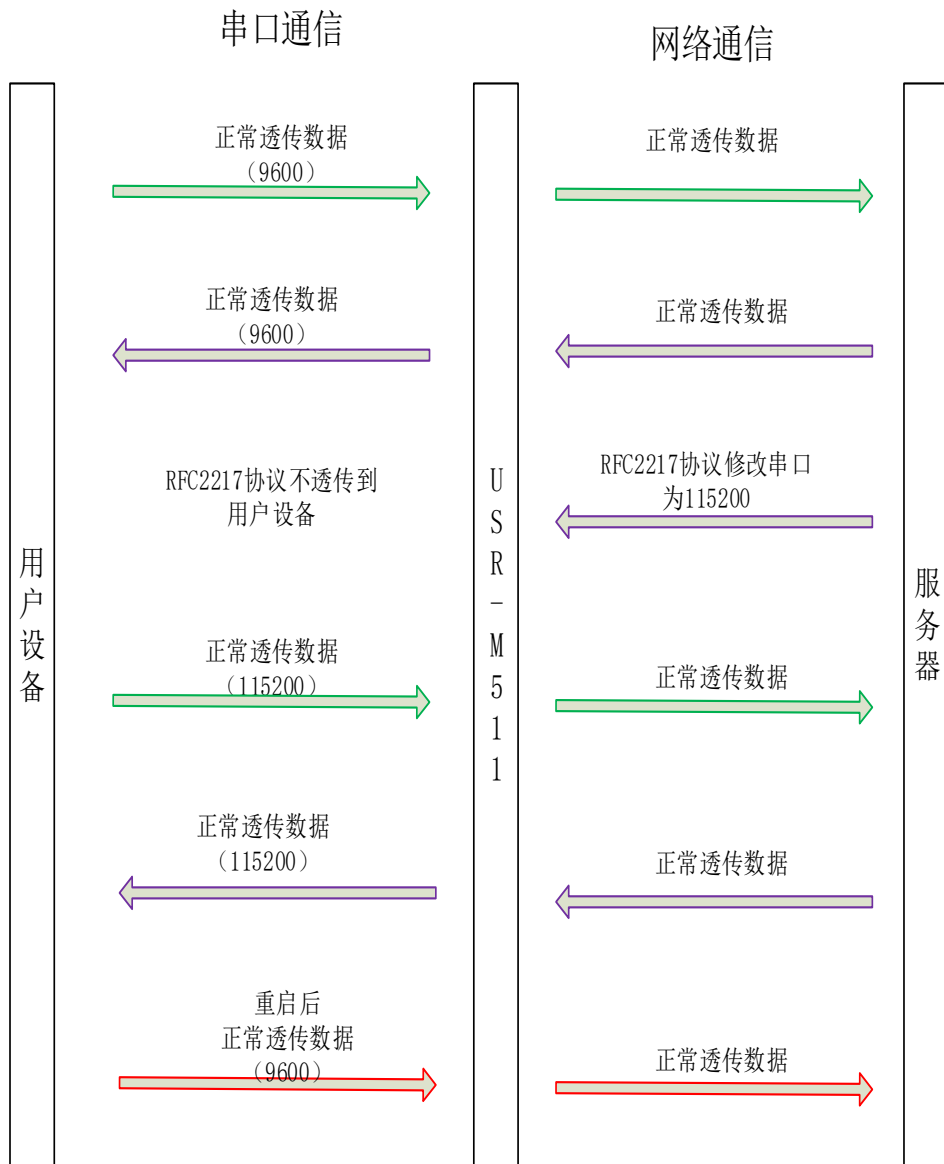 串口通信
网络通信
正常透传数据
（9600）
正常透传数据
正常透传数据
（9600）
正常透传数据
RFC2217协议不透传到
用户设备
RFC2217协议修改串口
为115200
用户设备
USR-M511
服务器
正常透传数据
（115200）
正常透传数据
正常透传数据
（115200）
正常透传数据
重启后
正常透传数据
（9600）
正常透传数据